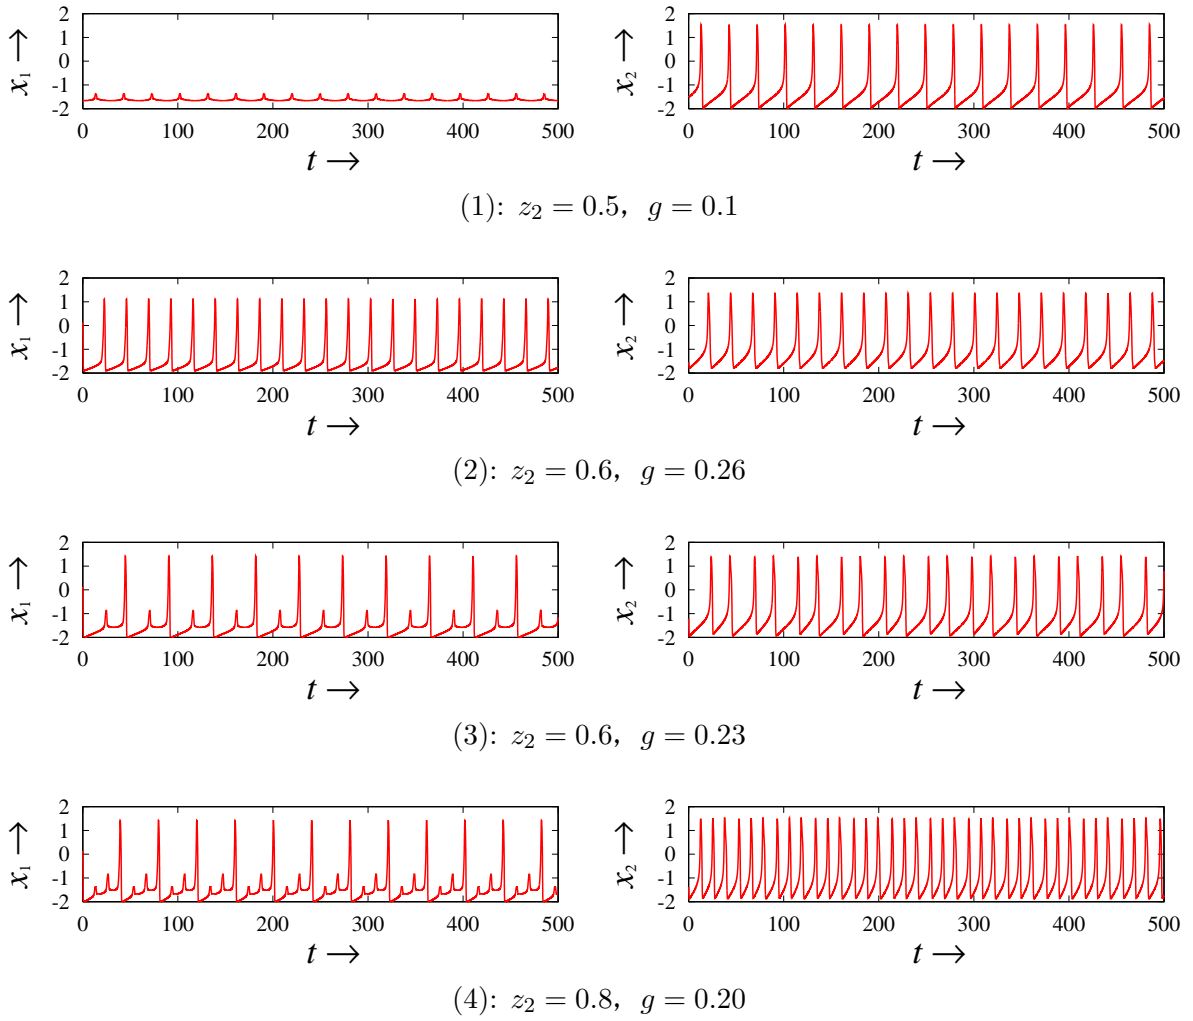 x₁ → 2 1 0 -1 -2 0 100 200 300 400 500 t →
x₂ → 2 1 0 -1 -2 0 100 200 300 400 500 t →
(1): z₂ = 0.5, g = 0.1
x₁ → 2 1 0 -1 -2 0 100 200 300 400 500 t →
x₂ → 2 1 0 -1 -2 0 100 200 300 400 500 t →
(2): z₂ = 0.6, g = 0.26
x₁ → 2 1 0 -1 -2 0 100 200 300 400 500 t →
x₂ → 2 1 0 -1 -2 0 100 200 300 400 500 t →
(3): z₂ = 0.6, g = 0.23
x₁ → 2 1 0 -1 -2 0 100 200 300 400 500 t →
x₂ → 2 1 0 -1 -2 0 100 200 300 400 500 t →
(4): z₂ = 0.8, g = 0.20